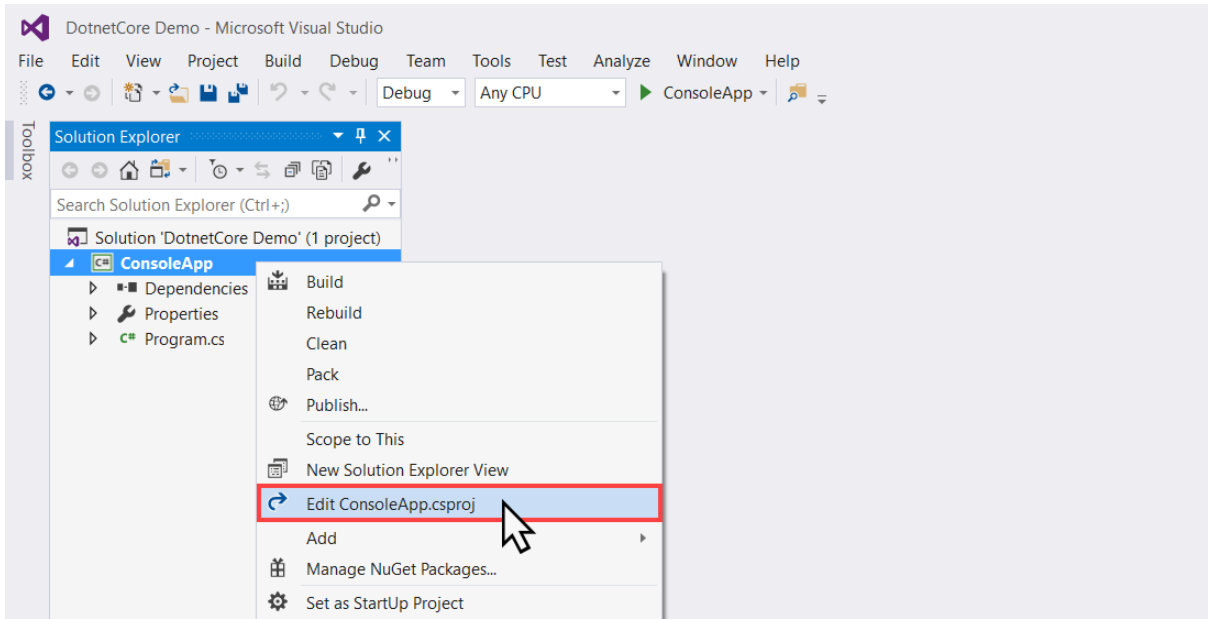 DotnetCore Demo - Microsoft Visual Studio
File Edit View Project Build Debug Team Tools Test Analyze Window Help
Debug Any CPU ConsoleApp
Toolbox
Solution Explorer
Search Solution Explorer (Ctrl+;)
Solution 'DotnetCore Demo' (1 project)
C# ConsoleApp
Dependencies
Properties
C# Program.cs
Build
Rebuild
Clean
Pack
Publish...
Scope to This
New Solution Explorer View
Edit ConsoleApp.csproj
Add
Manage NuGet Packages...
Set as StartUp Project